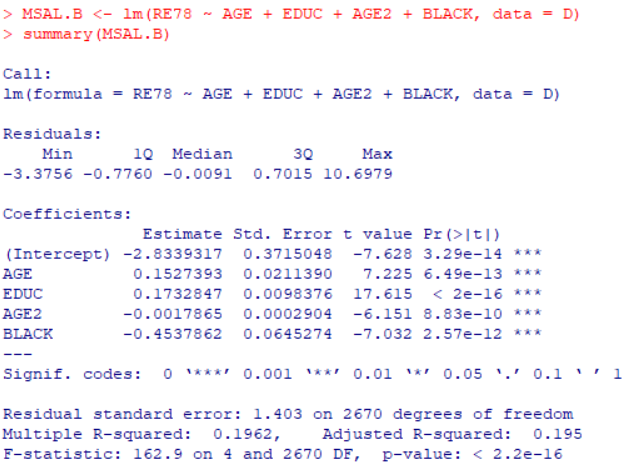 > MSAL.B <- lm(RE78 ~ AGE + EDUC + AGE2 + BLACK, data = D)
> summary(MSAL.B)
Call:
lm(formula = RE78 ~ AGE + EDUC + AGE2 + BLACK, data = D)
Residuals:
    Min      1Q  Median      3Q     Max
-3.3756 -0.7760 -0.0091  0.7015 10.6979
Coefficients:
              Estimate Std. Error t value Pr(>|t|)
(Intercept) -2.8339317  0.3715048  -7.628 3.29e-14 ***
AGE          0.1527393  0.0211390   7.225 6.49e-13 ***
EDUC         0.1732847  0.0098376  17.615  < 2e-16 ***
AGE2        -0.0017865  0.0002904  -6.151 8.83e-10 ***
BLACK       -0.4537862  0.0645274  -7.032 2.57e-12 ***
---
Signif. codes:  0 ‘***’ 0.001 ‘**’ 0.01 ‘*’ 0.05 ‘.’ 0.1 ‘ ’ 1
Residual standard error: 1.403 on 2670 degrees of freedom
Multiple R-squared:  0.1962,    Adjusted R-squared:  0.195
F-statistic: 162.9 on 4 and 2670 DF,  p-value: < 2.2e-16